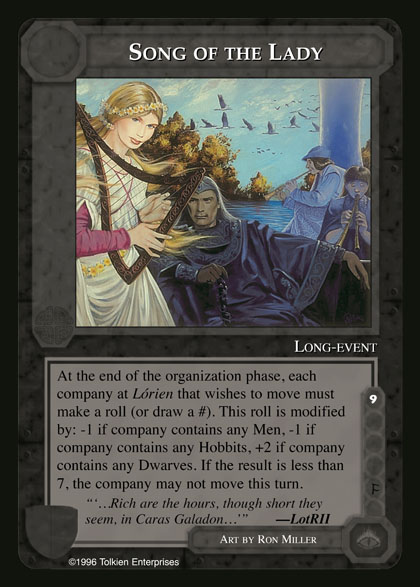 SONG OF THE LADY
LONG-EVENT
At the end of the organization phase, each
company at Lórien that wishes to move must
make a roll (or draw a #). This roll is modified
by: -1 if company contains any Men, -1 if
company contains any Hobbits, +2 if company
contains any Dwarves. If the result is less than
7, the company may not move this turn.
“‘…Rich are the hours, though short they
seem, in Caras Galadon…’” —LotRII
9
F
ART BY RON MILLER
©1996 Tolkien Enterprises